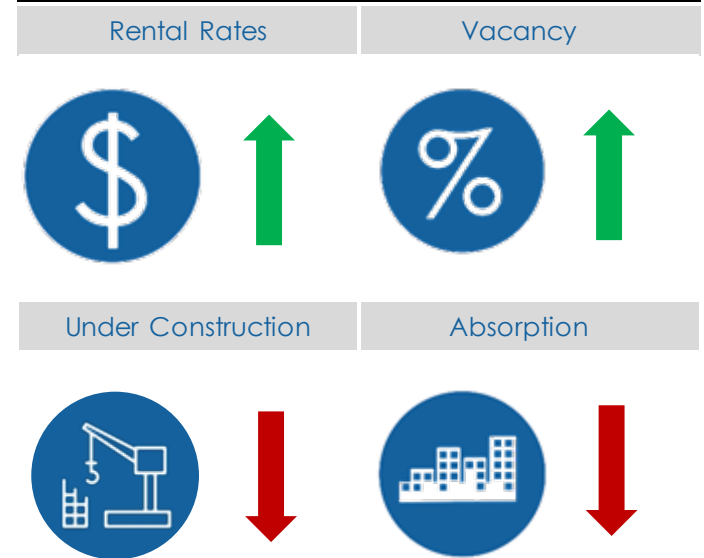 Rental Rates
Vacancy
$
%
Under Construction
Absorption